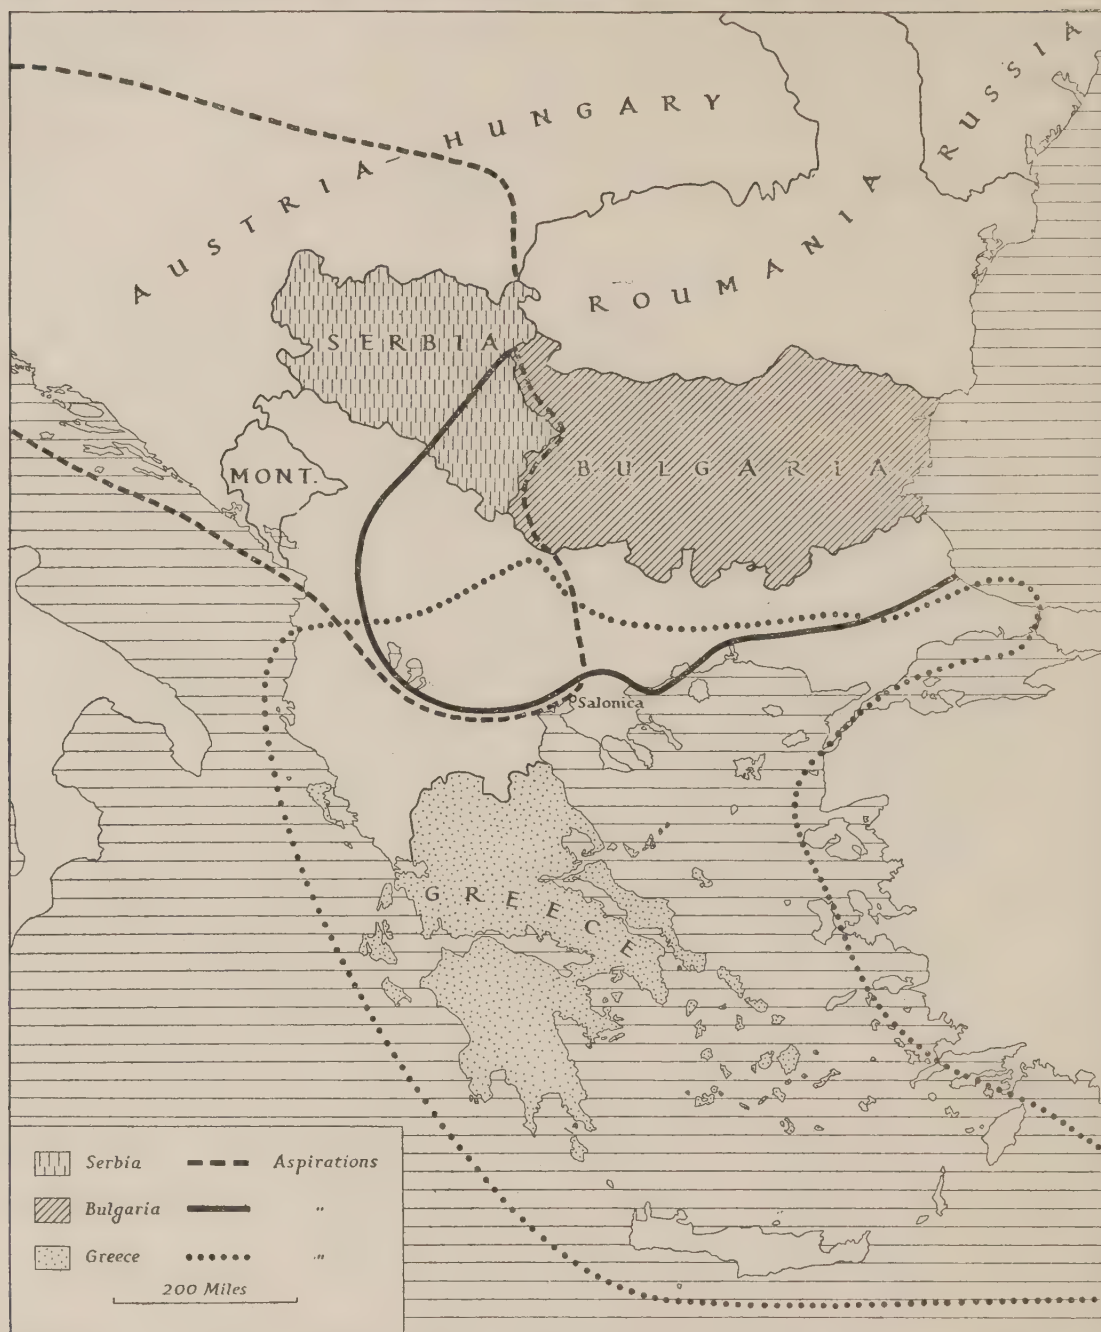 AUSTRIA-HUNGARY
RUSSIA
ROUMANIA
SERBIA
MONT.
BULGARIA
Salonica
GREECE
Serbia Aspirations
Bulgaria "
Greece "
200 Miles